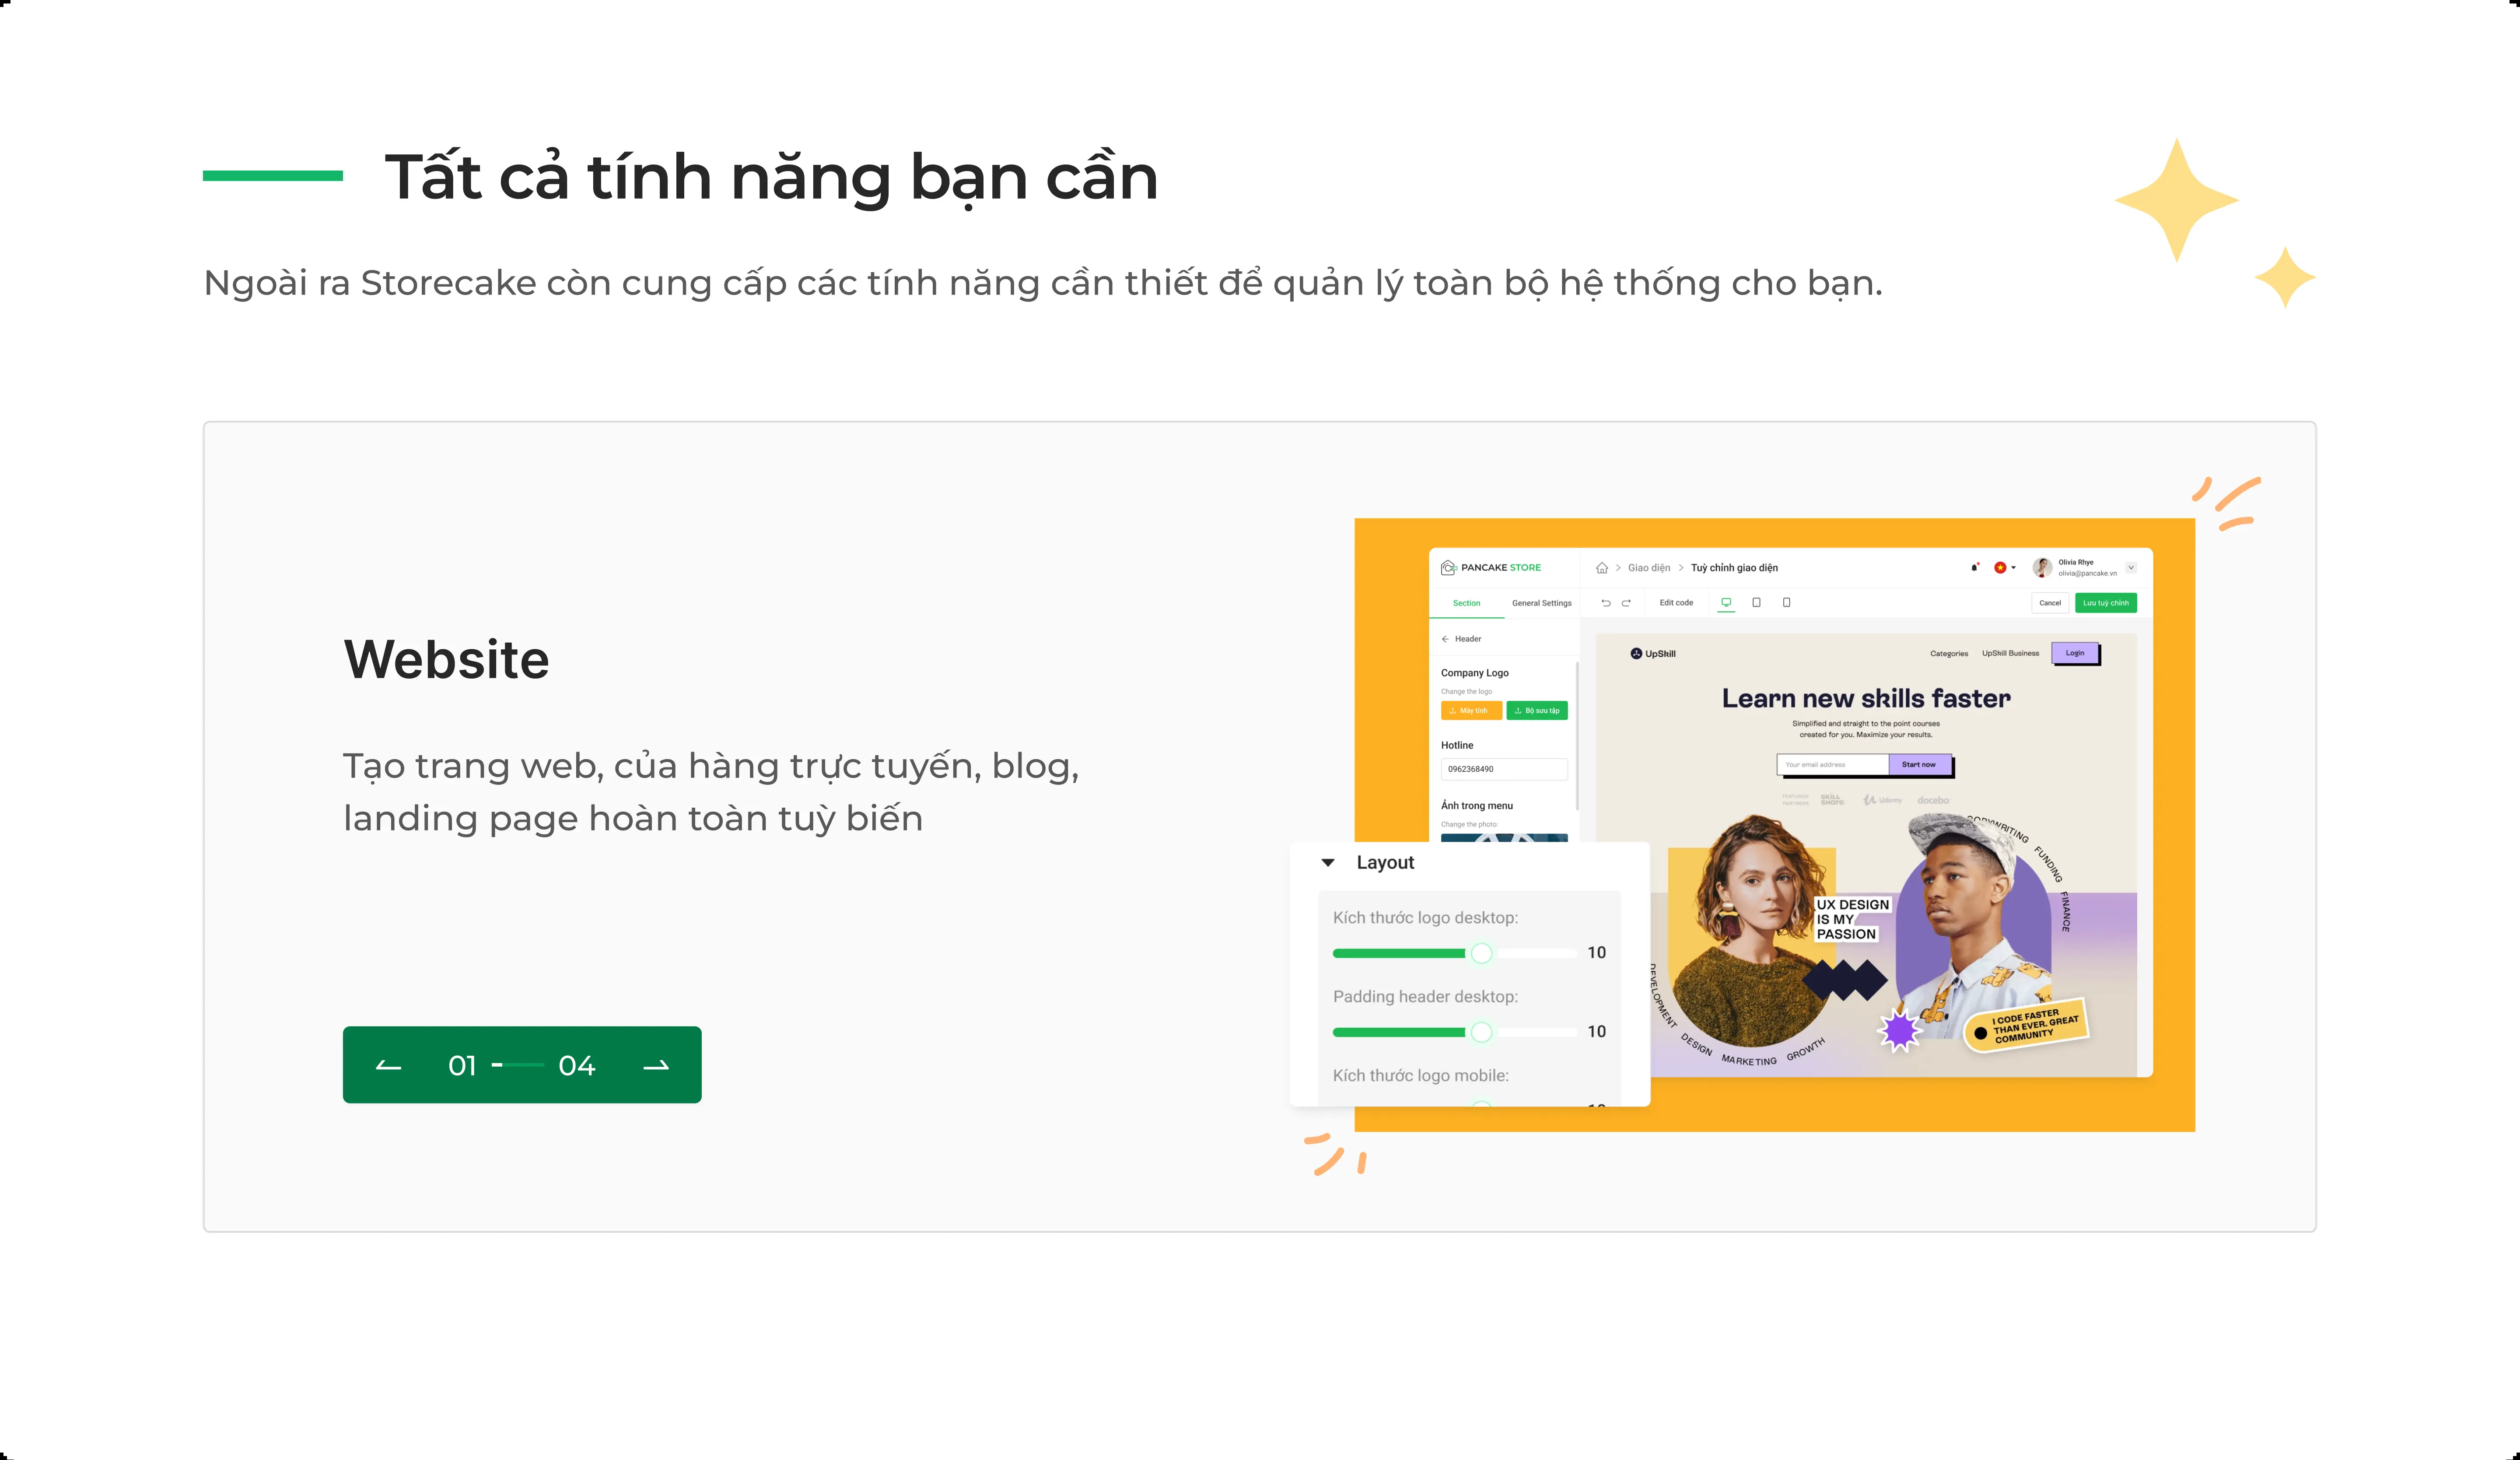 Tất cả tính năng bạn cần
Ngoài ra Storecake còn cung cấp các tính năng cần thiết để quản lý toàn bộ hệ thống cho bạn.
Website
Tạo trang web, của hàng trực tuyến, blog,
landing page hoàn toàn tuỳ biến
01 04
PANCAKE STORE
Giao diện > Tuỳ chỉnh giao diện
Olivia Rhye
olivia@pancake.vn
Section General Settings
Edit code
Cancel Lưu tuỳ chỉnh
Header
Company Logo
Change the logo
Máy tính Bộ sưu tập
Hotline
0962368490
Ảnh trong menu
Change the photo:
Layout
Kích thước logo desktop:
10
Padding header desktop:
10
Kích thước logo mobile:
UpSkill
Categories UpSkill Business Login
Learn new skills faster
Simplified and straight to the point courses
created for you. Maximize your results.
Your email address Start now
FEATURED
PARTNERS
SKILL
SHARE
Udemy
docebo
COPYWRITING FUNDING FINANCE
UX DESIGN
IS MY
PASSION
DEVELOPMENT DESIGN MARKETING GROWTH
I CODE FASTER
THAN EVER. GREAT
COMMUNITY